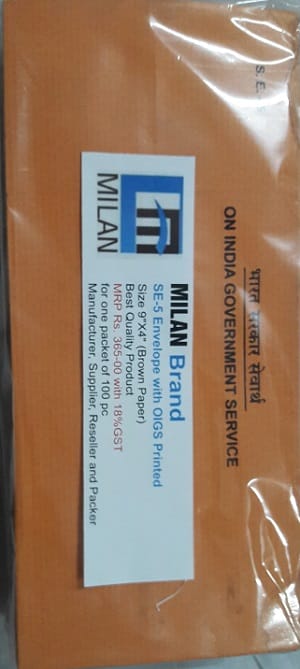 S. E.
भारत सरकार सेवार्थ
ON INDIA GOVERNMENT SERVICE
MILAN
MILAN Brand
SE-5 Envelope with OIGS Printed
Size 9"X4" (Brown Paper)
Best Quality Product
MRP Rs. 365-00 with 18%GST
for one packet of 100 pc
Manufacturer, Supplier, Reseller and Packer